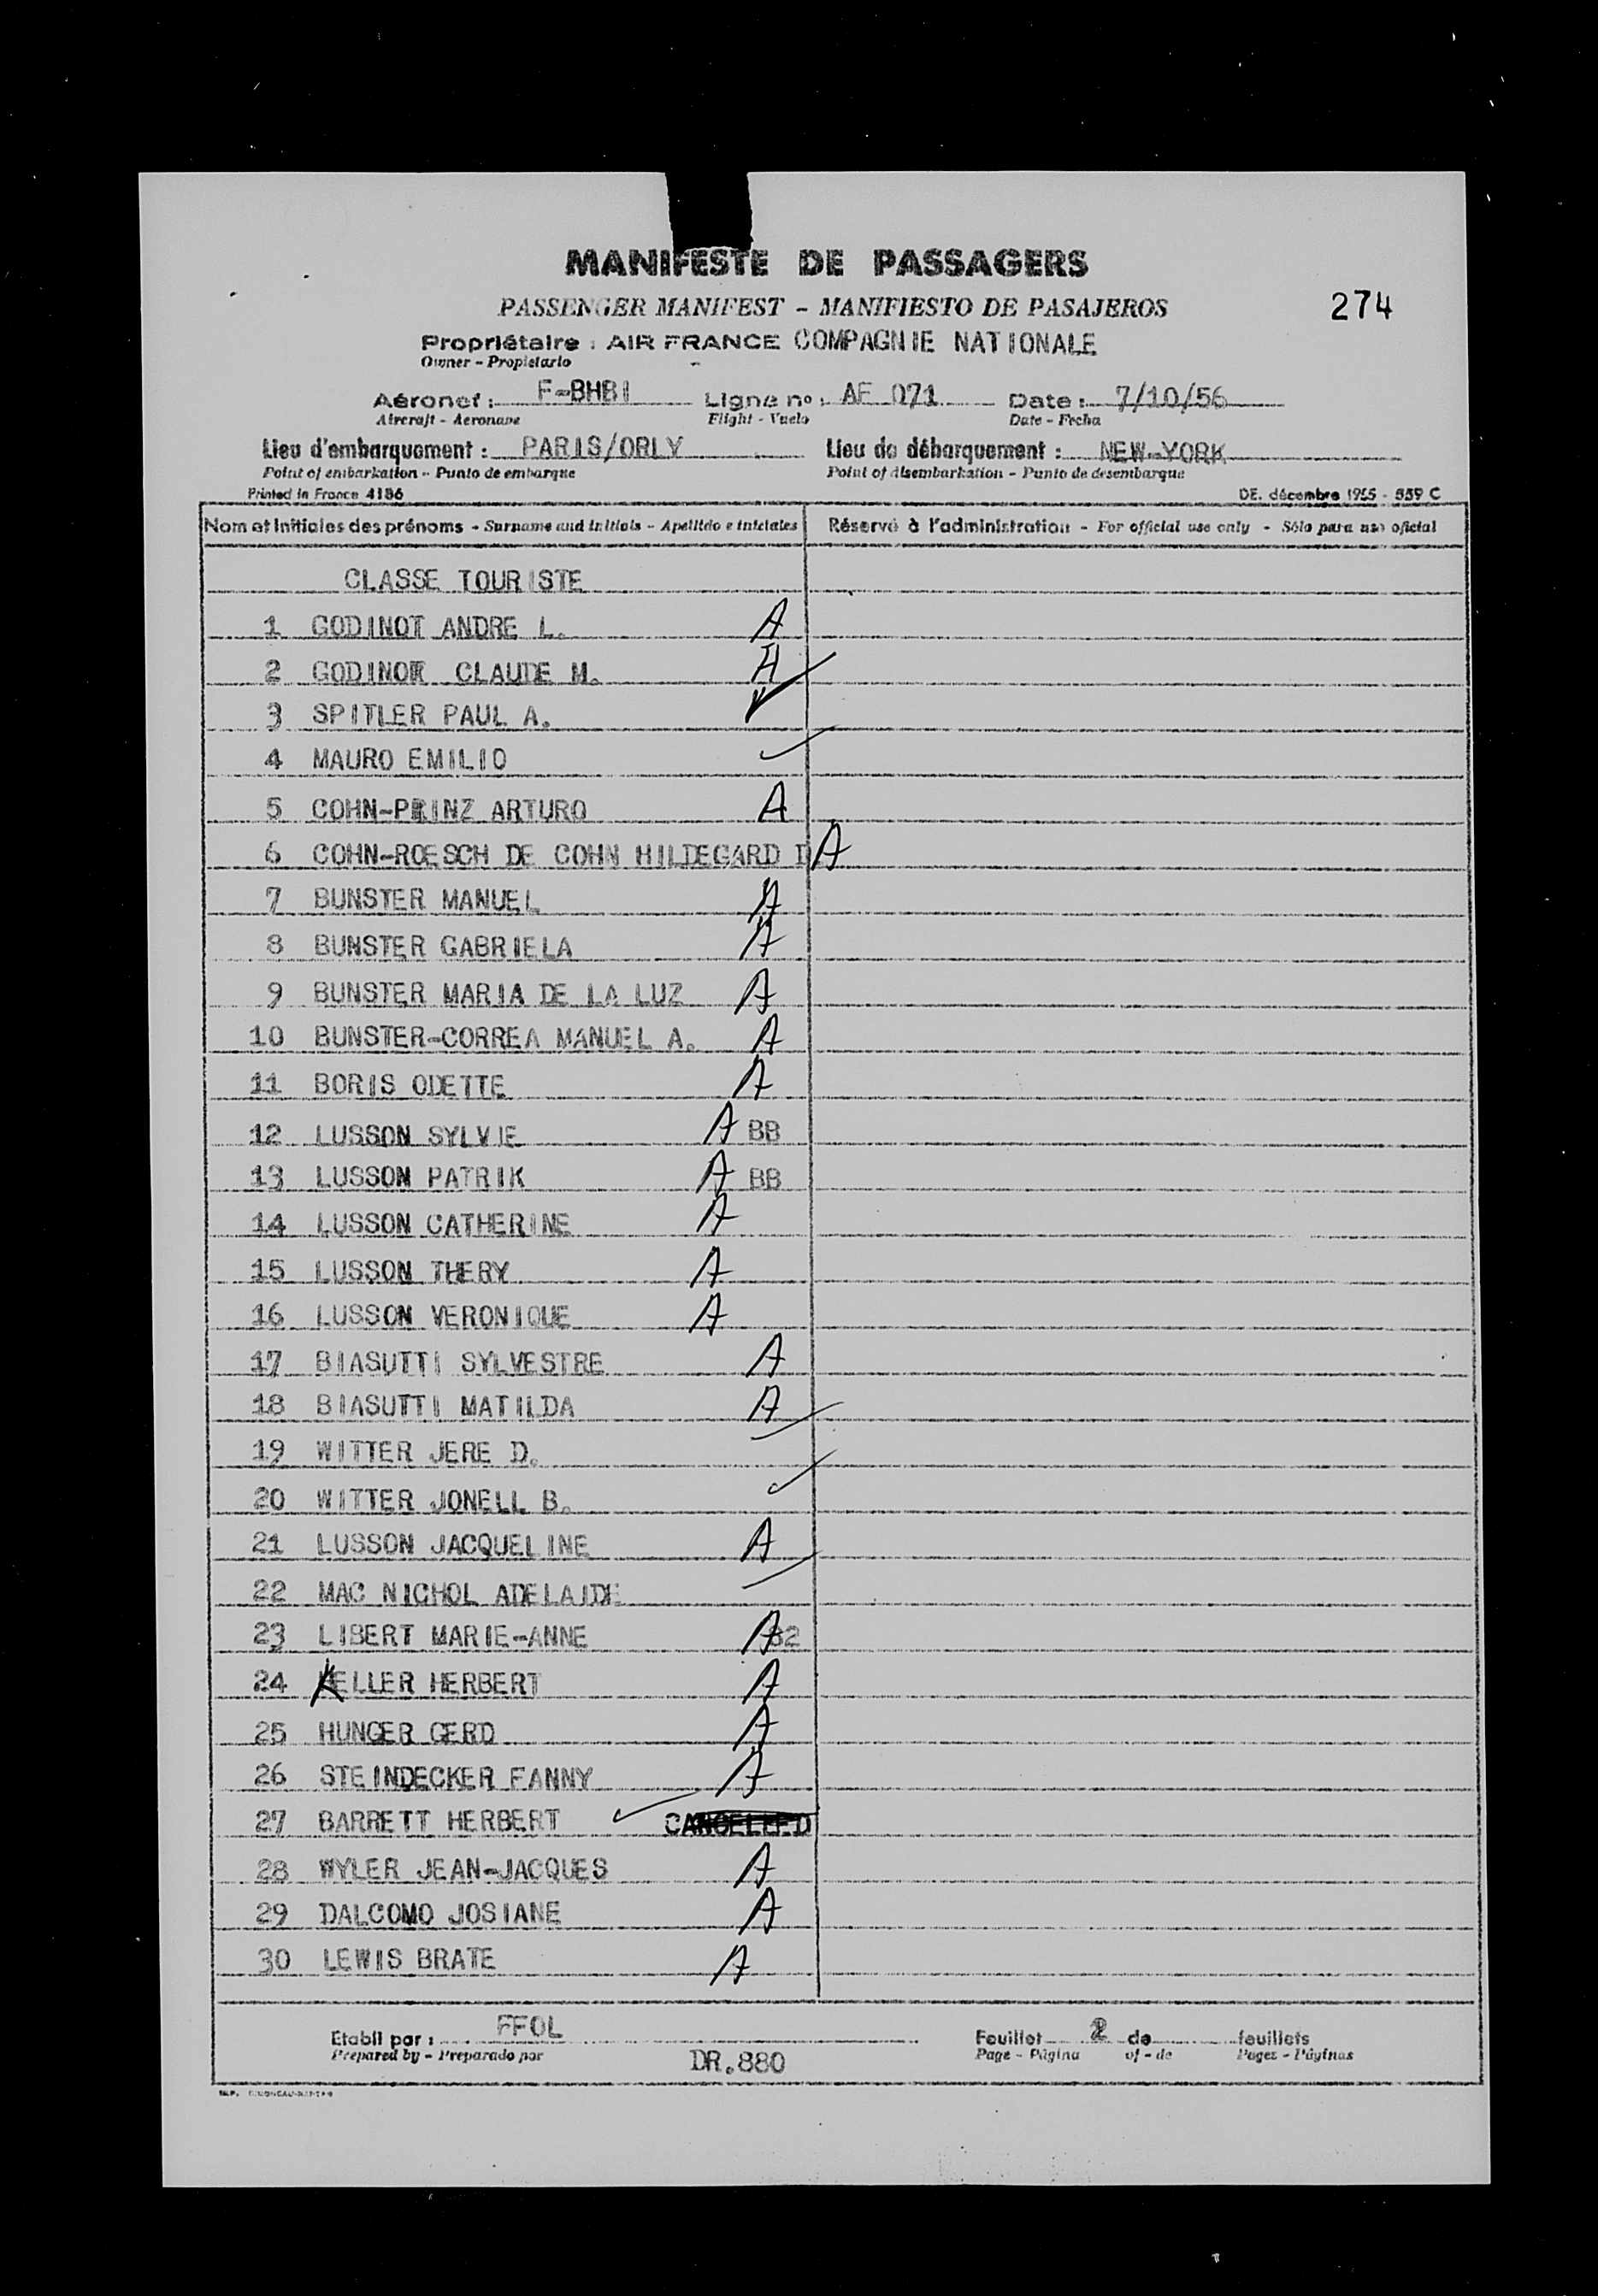 MANIFESTE DE PASSAGERS
PASSENGER MANIFEST - MANIFIESTO DE PASAJEROS
274
Propriétaire : AIR FRANCE COMPAGNIE NATIONALE
Owner - Propietario
Aéronef : F-BHBI Ligne no : AF 071 Date : 7/10/56
Aircraft - Aeronave Flight - Vuelo Date - Fecha
Lieu d'embarquement : PARIS/ORLY Lieu de débarquement : NEW-YORK
Point of embarkation - Punto de embarque Point of disembarkation - Punto de desembarque
Printed in France 4186 DE. décembre 1955 - 559 C
Nom et Initiales des prénoms - Surname and initials - Apellido e iniciales Réservé à l'administration - For official use only - Sólo para uso oficial
CLASSE TOURISTE
1 GODINOT ANDRE L. A
2 GODINOT CLAUDE M. A
3 SPITLER PAUL A. ✓
4 MAURO EMILIO ✓
5 COHN-PRINZ ARTURO A
6 COHN-ROESCH DE COHN HILDEGARD D. A
7 BUNSTER MANUEL A
8 BUNSTER GABRIELA A
9 BUNSTER MARIA DE LA LUZ A
10 BUNSTER-CORREA MANUEL A. A
11 BORIS ODETTE A
12 LUSSON SYLVIE A BB
13 LUSSON PATRIK A BB
14 LUSSON CATHERINE A
15 LUSSON THERY A
16 LUSSON VERONIQUE A
17 BIASUTTI SYLVESTRE A
18 BIASUTTI MATILDA A
19 WITTER JERE D. ✓
20 WITTER JONELL B. ✓
21 LUSSON JACQUELINE A
22 MAC NICHOL ADELAIDE ✓
23 LIBERT MARIE-ANNE A
24 KELLER HERBERT A
25 HUNGER GERD A
26 STEINDECKER FANNY A
27 BARRETT HERBERT ✓ CANCELLED
28 WYLER JEAN-JACQUES A
29 DALCOMO JOSIANE A
30 LEWIS BRATE A
Etabli par : FFOL Feuillet 2 de feuillets
Prepared by - Preparado por DR.880 Page - Página of - de Pages - Páginas